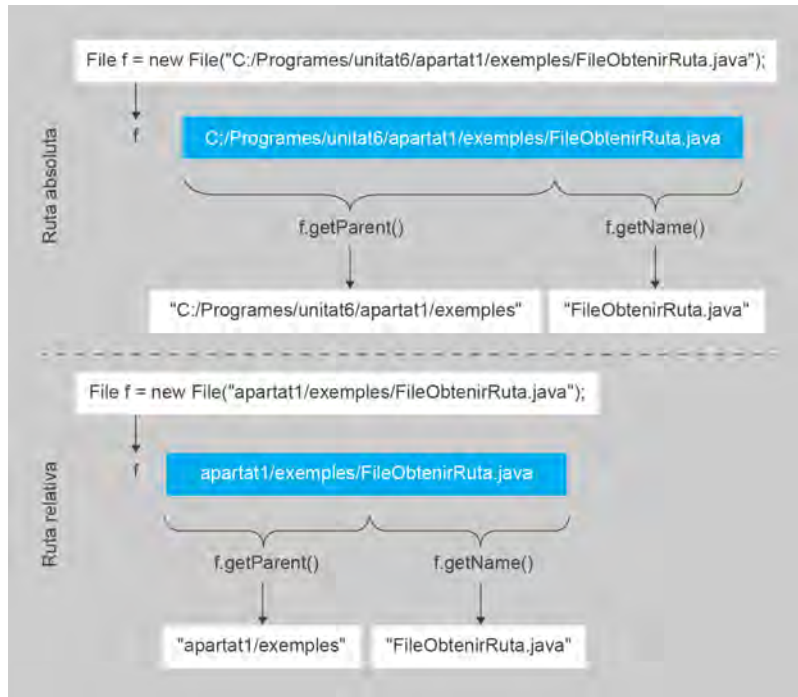 File f = new File("C:/Programes/unitat6/apartat1/exemples/FileObtenirRuta.java");
Ruta absoluta
f
C:/Programes/unitat6/apartat1/exemples/FileObtenirRuta.java
f.getParent()
f.getName()
"C:/Programes/unitat6/apartat1/exemples"
"FileObtenirRuta.java"
File f = new File("apartat1/exemples/FileObtenirRuta.java");
Ruta relativa
f
apartat1/exemples/FileObtenirRuta.java
f.getParent()
f.getName()
"apartat1/exemples"
"FileObtenirRuta.java"